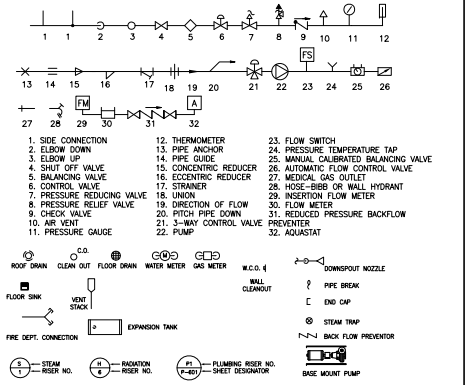 1 1 2 3 4 5 6 7 8 9 10 11 12
FS
13 14 15 16 17 18 19 20 21 22 23 24 25 26
FM A
27 28 29 30 31 32
1. SIDE CONNECTION
2. ELBOW DOWN
3. ELBOW UP
4. SHUT OFF VALVE
5. BALANCING VALVE
6. CONTROL VALVE
7. PRESSURE REDUCING VALVE
8. PRESSURE RELIEF VALVE
9. CHECK VALVE
10. AIR VENT
11. PRESSURE GAUGE
12. THERMOMETER
13. PIPE ANCHOR
14. PIPE GUIDE
15. CONCENTRIC REDUCER
16. ECCENTRIC REDUCER
17. STRAINER
18. UNION
19. DIRECTION OF FLOW
20. PITCH PIPE DOWN
21. 3-WAY CONTROL VALVE
22. PUMP
23. FLOW SWITCH
24. PRESSURE TEMPERATURE TAP
25. MANUAL CALIBRATED BALANCING VALVE
26. AUTOMATIC FLOW CONTROL VALVE
27. MEDICAL GAS OUTLET
28. HOSE-BIBB OR WALL HYDRANT
29. INSERTION FLOW METER
30. FLOW METER
31. REDUCED PRESSURE BACKFLOW
PREVENTER
32. AQUASTAT
C.O.
M
ROOF DRAIN
CLEAN OUT
FLOOR DRAIN
WATER METER
GAS METER
W.C.O.
WALL
CLEANOUT
DOWNSPOUT NOZZLE
FLOOR SINK
VENT
STACK
PIPE BREAK
END CAP
FIRE DEPT. CONNECTION
EXPANSION TANK
STEAM TRAP
BACK FLOW PREVENTOR
BASE MOUNT PUMP
S STEAM
1 RISER NO.
H RADIATION
6 RISER NO.
P1 PLUMBING RISER NO.
P-601 SHEET DESIGNATOR